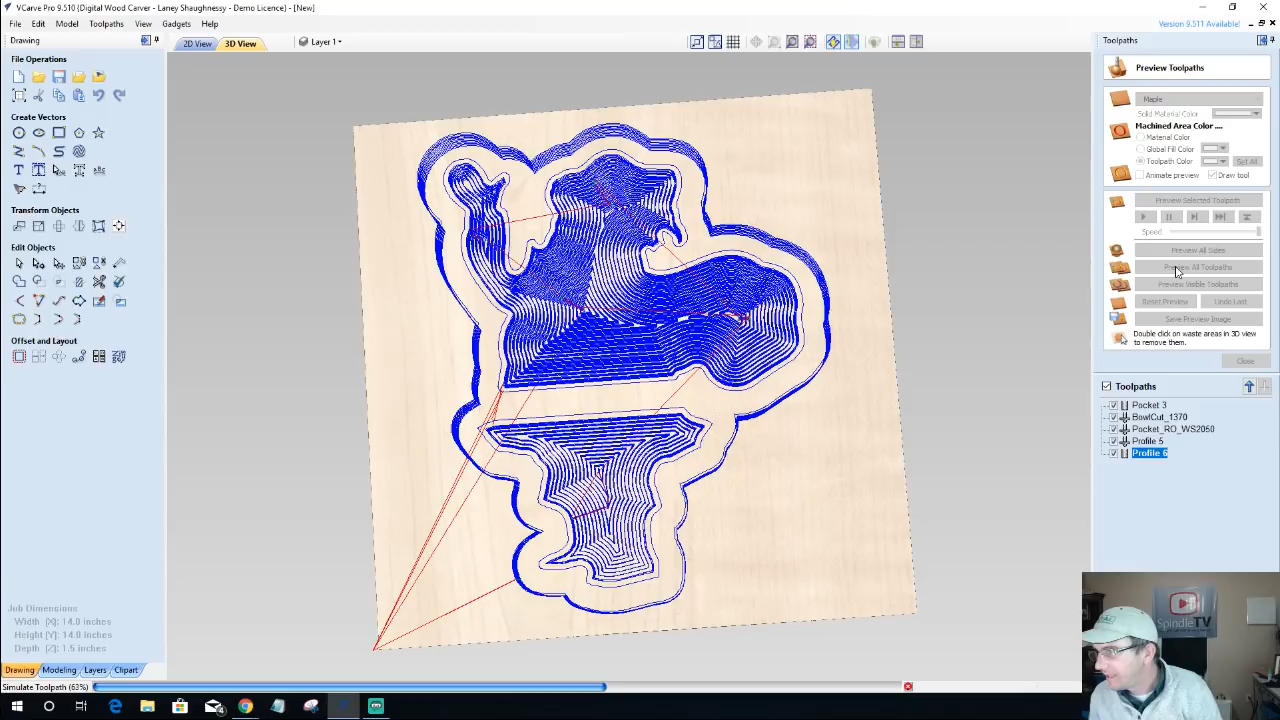 VCarve Pro 9.510 {Digital Wood Carver - Laney Shaughnessy - Demo Licence} - [New]
File Edit Model Toolpaths View Gadgets Help
Version 9.511 Available!
Drawing
2D View 3D View Layer 1
Toolpaths
File Operations
Create Vectors
Transform Objects
Edit Objects
Offset and Layout
Job Dimensions
Width (X): 14.0 inches
Height (Y): 14.0 inches
Depth (Z): 1.5 inches
Drawing Modeling Layers Clipart
Simulate Toolpath (63%)
Preview Toolpaths
Maple
Solid Material Color
Machined Area Color ....
Material Color
Global Fill Color
Toolpath Color Set All
Animate preview Draw tool
Preview Selected Toolpath
Speed:
Preview All Sides
Preview All Toolpaths
Preview Visible Toolpaths
Reset Preview Undo Last
Save Preview Image
Double click on waste areas in 3D view
to remove them.
Close
Toolpaths
Pocket 3
BowlCut_1370
Pocket_RO_WS2050
Profile 5
Profile 6
SpindleTV